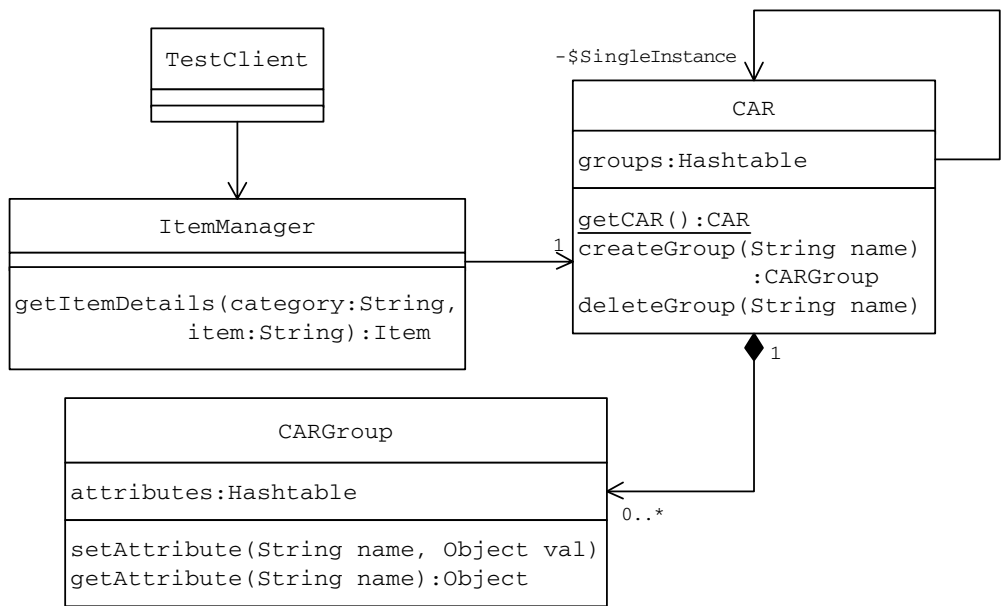 TestClient
-$SingleInstance
CAR
groups:Hashtable
getCAR():CAR
createGroup(String name)
:CARGroup
deleteGroup(String name)
ItemManager
getItemDetails(category:String,
item:String):Item
1
1
CARGroup
attributes:Hashtable
setAttribute(String name, Object val)
getAttribute(String name):Object
0..*